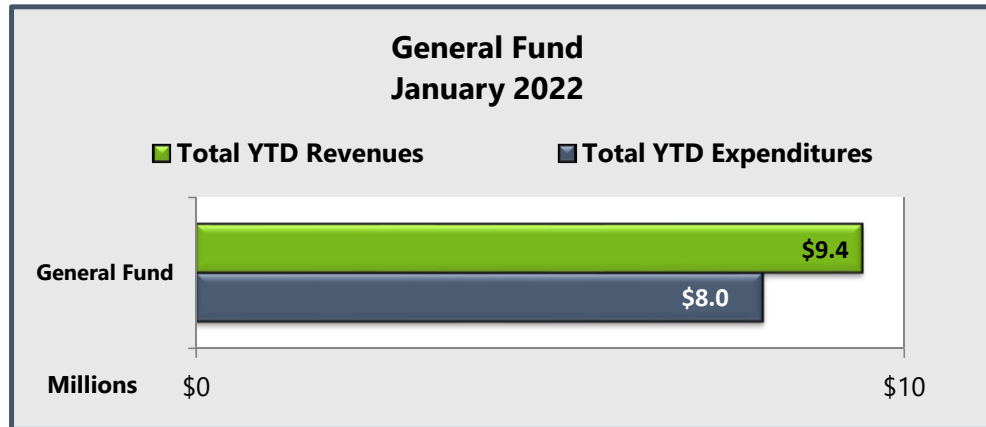 General Fund
January 2022
Total YTD Revenues Total YTD Expenditures
$9.4
General Fund
$8.0
Millions $0 $10